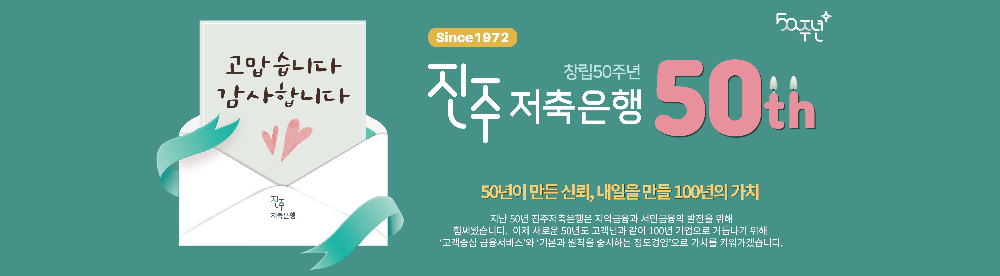 고맙습니다
감사합니다
진주
저축은행
50주년
Since1972
창립50주년
진주저축은행
50th
50년이 만든 신뢰, 내일을 만들 100년의 가치
지난 50년 진주저축은행은 지역금융과 서민금융의 발전을 위해
힘써왔습니다. 이제 새로운 50년도 고객님과 같이 100년 기업으로 거듭나기 위해
‘고객중심 금융서비스’와 ‘기본과 원칙을 중시하는 정도경영’으로 가치를 키워가겠습니다.